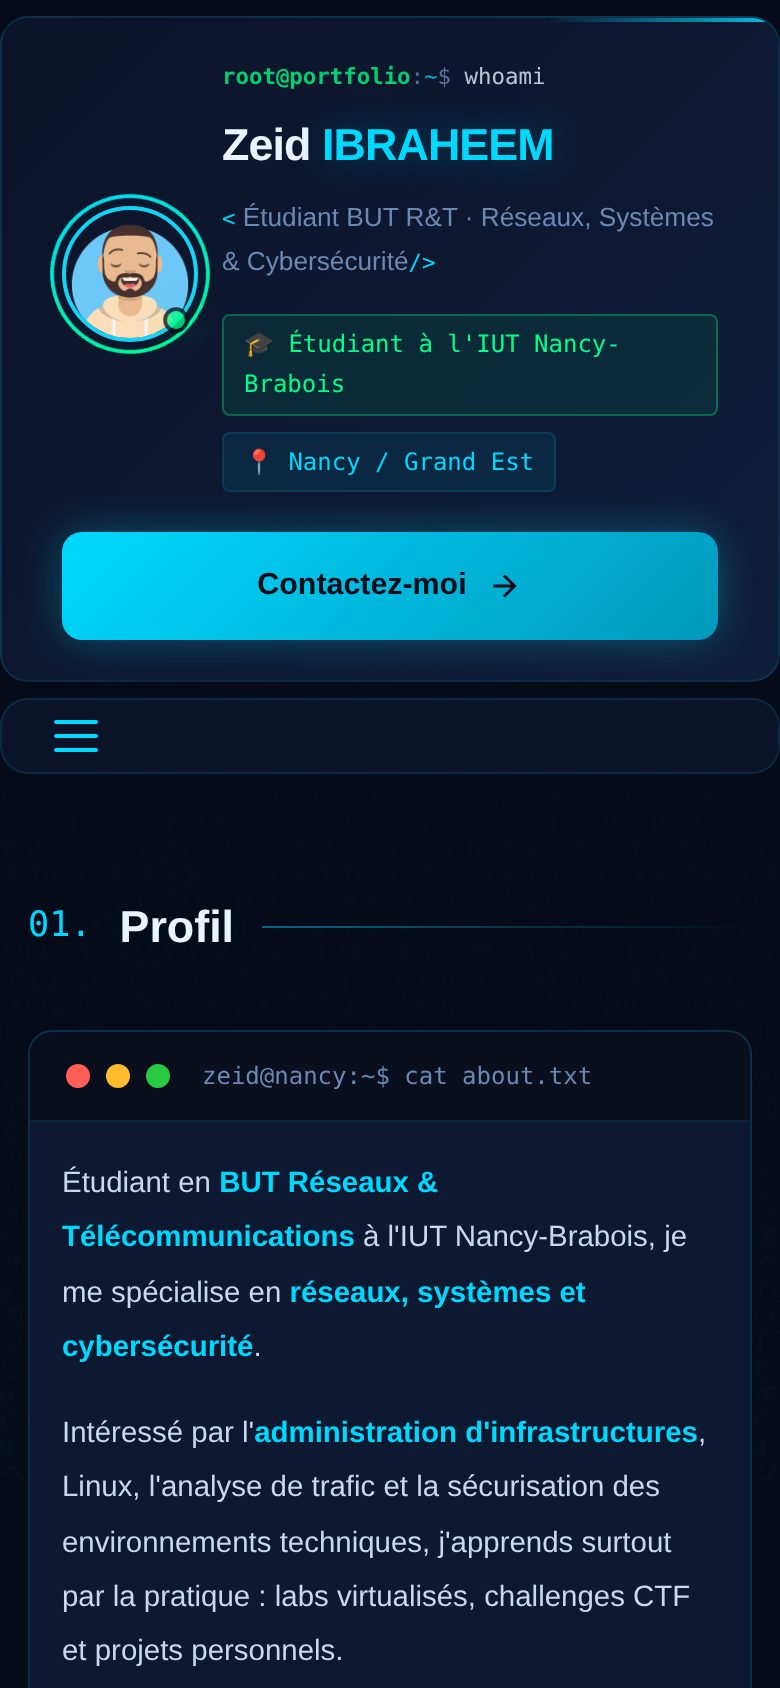 root@portfolio:~$ whoami
Zeid IBRAHEEM
< Étudiant BUT R&T · Réseaux, Systèmes
& Cybersécurité/>
🎓 Étudiant à l'IUT Nancy-
Brabois
📍 Nancy / Grand Est
Contactez-moi →
01. Profil
zeid@nancy:~$ cat about.txt
Étudiant en BUT Réseaux &
Télécommunications à l'IUT Nancy-Brabois, je
me spécialise en réseaux, systèmes et
cybersécurité.
Intéressé par l'administration d'infrastructures,
Linux, l'analyse de trafic et la sécurisation des
environnements techniques, j'apprends surtout
par la pratique : labs virtualisés, challenges CTF
et projets personnels.